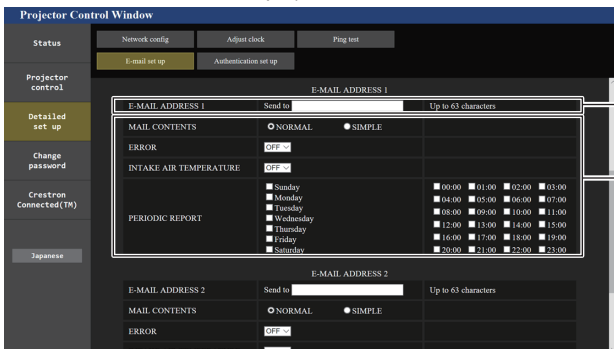 Projector Control Window
Status
Network config Adjust clock Ping test
E-mail set up Authentication set up
Projector
control
Detailed
set up
Change
password
Crestron
Connected(TM)
Japanese
E-MAIL ADDRESS 1
E-MAIL ADDRESS 1 Send to Up to 63 characters
MAIL CONTENTS NORMAL SIMPLE
ERROR OFF
INTAKE AIR TEMPERATURE OFF
PERIODIC REPORT
Sunday 00:00 01:00 02:00 03:00
Monday 04:00 05:00 06:00 07:00
Tuesday 08:00 09:00 10:00 11:00
Wednesday 12:00 13:00 14:00 15:00
Thursday 16:00 17:00 18:00 19:00
Friday 20:00 21:00 22:00 23:00
Saturday
E-MAIL ADDRESS 2
E-MAIL ADDRESS 2 Send to Up to 63 characters
MAIL CONTENTS NORMAL SIMPLE
ERROR OFF